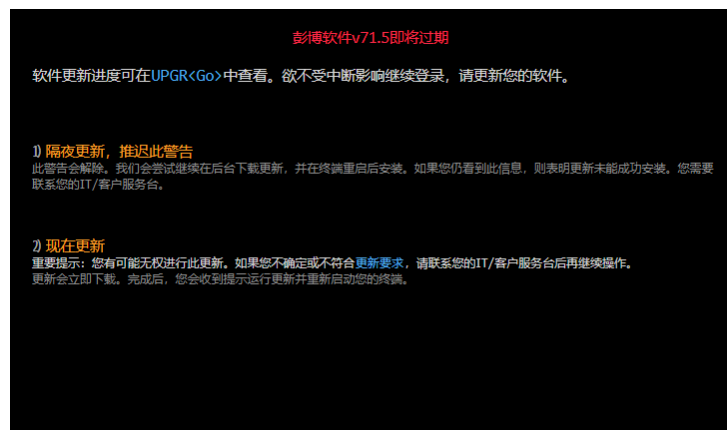 彭博软件v71.5即将过期
软件更新进度可在UPGR<Go>中查看。欲不受中断影响继续登录，请更新您的软件。
1) 隔夜更新，推迟此警告
此警告会解除。我们会尝试继续在后台下载更新，并在终端重启后安装。如果您仍看到此信息，则表明更新未能成功安装。您需要
联系您的IT/客户服务台。
2) 现在更新
重要提示：您有可能无权进行此更新。如果您不确定或不符合更新要求，请联系您的IT/客户服务台后再继续操作。
更新会立即下载。完成后，您会收到提示运行更新并重新启动您的终端。